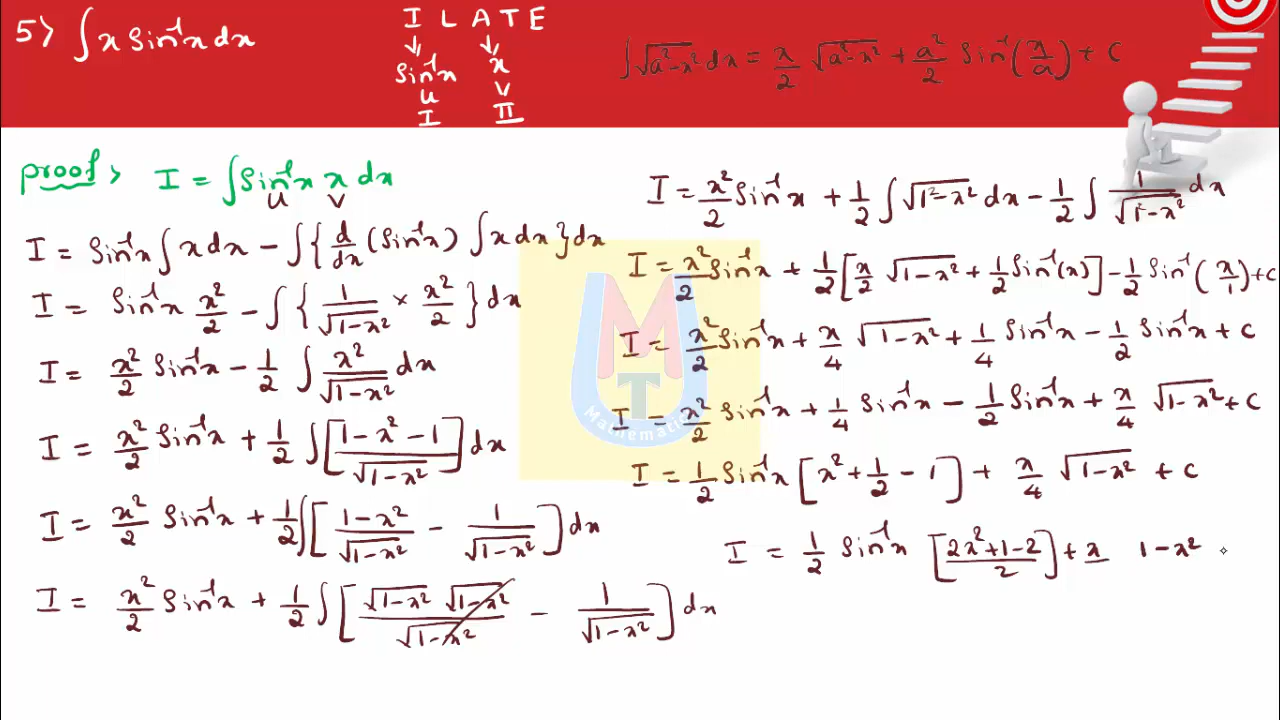 5> ∫x Sin⁻¹x dx
I L A T E
↓ ↓
Sin⁻¹x x
u v
I II
∫√a²-x² dx = x/2 √a²-x² + a²/2 Sin⁻¹(x/a) + C
proof:> I = ∫Sin⁻¹x x dx
u v
I = Sin⁻¹x ∫x dx - ∫{d/dx (Sin⁻¹x) ∫x dx} dx
I = Sin⁻¹x x²/2 - ∫{1/√1-x² × x²/2} dx
I = x²/2 Sin⁻¹x - 1/2 ∫ x²/√1-x² dx
I = x²/2 Sin⁻¹x + 1/2 ∫[1-x²-1/√1-x²] dx
I = x²/2 Sin⁻¹x + 1/2 ∫[1-x²/√1-x² - 1/√1-x²] dx
I = x²/2 Sin⁻¹x + 1/2 ∫[√1-x² √1-x²/√1-x² - 1/√1-x²] dx
I = x²/2 Sin⁻¹x + 1/2 ∫√1²-x² dx - 1/2 ∫ 1/√1²-x² dx
I = x²/2 Sin⁻¹x + 1/2 [x/2 √1-x² + 1/2 Sin⁻¹(x)] - 1/2 Sin⁻¹(x/1) + C
I = x²/2 Sin⁻¹x + x/4 √1-x² + 1/4 Sin⁻¹x - 1/2 Sin⁻¹x + C
I = x²/2 Sin⁻¹x + 1/4 Sin⁻¹x - 1/2 Sin⁻¹x + x/4 √1-x² + C
I = 1/2 Sin⁻¹x [x² + 1/2 - 1] + x/4 √1-x² + C
I = 1/2 Sin⁻¹x [2x²+1-2/2] + x 1-x²
M
U T
Mathematic